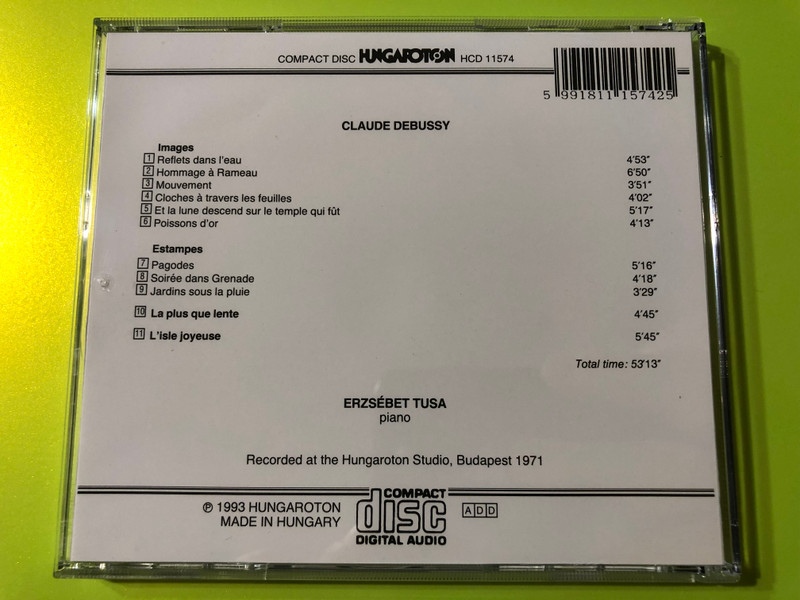 COMPACT DISC HUNGAROTON HCD 11574
5 991811 157425
CLAUDE DEBUSSY
Images
1 Reflets dans l'eau 4'53"
2 Hommage à Rameau 6'50"
3 Mouvement 3'51"
4 Cloches à travers les feuilles 4'02"
5 Et la lune descend sur le temple qui fût 5'17"
6 Poissons d'or 4'13"
Estampes
7 Pagodes 5'16"
8 Soirée dans Grenade 4'18"
9 Jardins sous la pluie 3'29"
10 La plus que lente 4'45"
11 L'isle joyeuse 5'45"
Total time: 53'13"
ERZSÉBET TUSA
piano
Recorded at the Hungaroton Studio, Budapest 1971
℗ 1993 HUNGAROTON
MADE IN HUNGARY
COMPACT
disc
DIGITAL AUDIO
ADD